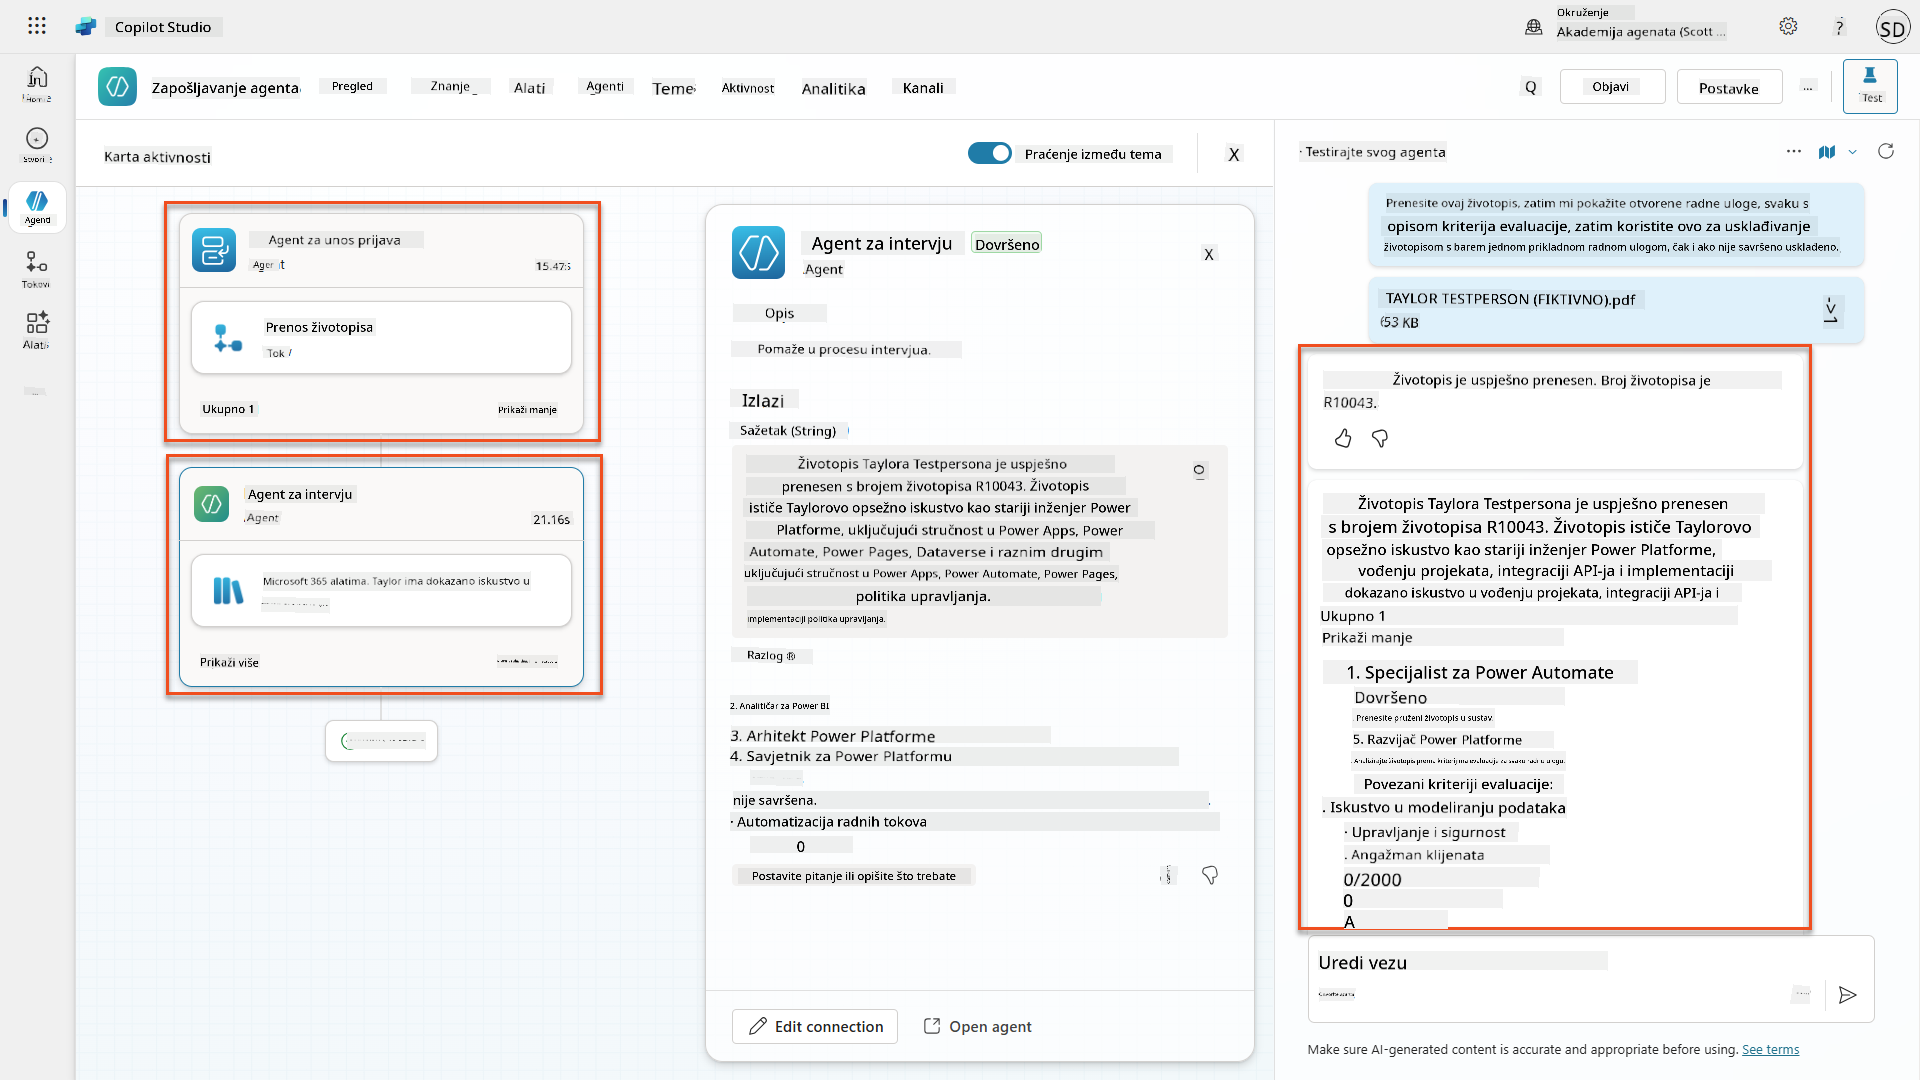 Copilot Studio
Okruženje
Akademija agenata (Scott ...
?
SD
Home
Agenti
Tokovi
Alati
Zapošljavanje agenta
Pregled
Znanje
Alati
Agenti
Teme
Aktivnost
Analitika
Kanali
Q
Objavi
Postavke
...
Test
Karta aktivnosti
Praćenje između tema
X
Agent za unos prijava
15.47s
Prenos životopisa
Tok
Ukupno 1
Prikaži manje
Agent za intervju
Agent
21.16s
Microsoft 365 alatima. Taylor ima dokazano iskustvo u
Prikaži više
Agent za intervju
Dovršeno
.Agent
X
Opis
Pomaže u procesu intervjua.
Izlazi
Sažetak (String)
Životopis Taylora Testpersona je uspješno
prenesen s brojem životopisa R10043. Životopis
ističe Taylorovo opsežno iskustvo kao stariji inženjer Power
Platforme, uključujući stručnost u Power Apps, Power
Automate, Power Pages, Dataverse i raznim drugim
uključujući stručnost u Power Apps, Power Automate, Power Pages,
politika upravljanja.
implementaciji politika upravljanja.
Razlog ®
2. Analitičar za Power BI
3. Arhitekt Power Platforme
4. Savjetnik za Power Platformu
nije savršena.
· Automatizacija radnih tokova
0
Postavite pitanje ili opišite što trebate
Edit connection
Open agent
· Testirajte svog agenta
Prenesite ovaj životopis, zatim mi pokažite otvorene radne uloge, svaku s
opisom kriterija evaluacije, zatim koristite ovo za usklađivanje
životopisom s barem jednom prikladnom radnom ulogom, čak i ako nije savršeno usklađeno.
TAYLOR TESTPERSON (FIKTIVNO).pdf
(53 KB
Životopis je uspješno prenesen. Broj životopisa je
R10043.
Životopis Taylora Testpersona je uspješno prenesen
s brojem životopisa R10043. Životopis ističe Taylorovo
opsežno iskustvo kao stariji inženjer Power Platforme,
vođenju projekata, integraciji API-ja i implementaciji
dokazano iskustvo u vođenju projekata, integraciji API-ja i
Ukupno 1
Prikaži manje
1. Specijalist za Power Automate
Dovršeno
Prenesite pruženi životopis u sustav.
5. Razvijač Power Platforme
. Analizirajte životopis prema kriterijima evaluacije za svaku radnu ulogu.
Povezani kriteriji evaluacije:
. Iskustvo u modeliranju podataka
· Upravljanje i sigurnost
. Angažman klijenata
0/2000
0
A
Uredi vezu
Make sure AI-generated content is accurate and appropriate before using. See terms